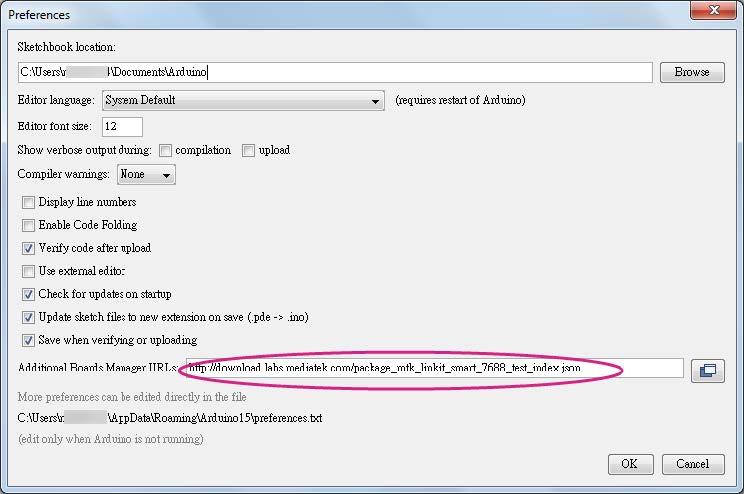 Preferences
Sketchbook location:
C:\Users\r 4\Documents\Arduino
Browse
Editor language: System Default (requires restart of Arduino)
Editor font size: 12
Show verbose output during: compilation upload
Compiler warnings: None
Display line numbers
Enable Code Folding
Verify code after upload
Use external editor
Check for updates on startup
Update sketch files to new extension on save (.pde -> .ino)
Save when verifying or uploading
Additional Boards Manager URLs: http://download.labs.mediatek.com/package_mtk_linkit_smart_7688_test_index.json
More preferences can be edited directly in the file
C:\Users\r \AppData\Roaming\Arduino15\preferences.txt
(edit only when Arduino is not running)
OK Cancel